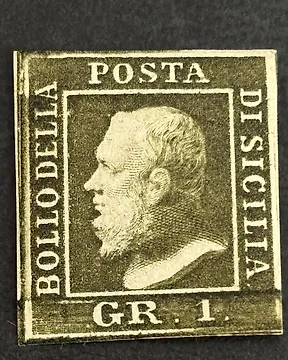 BOLLO DELLA
POSTA
DI SICILIA
GR. 1.